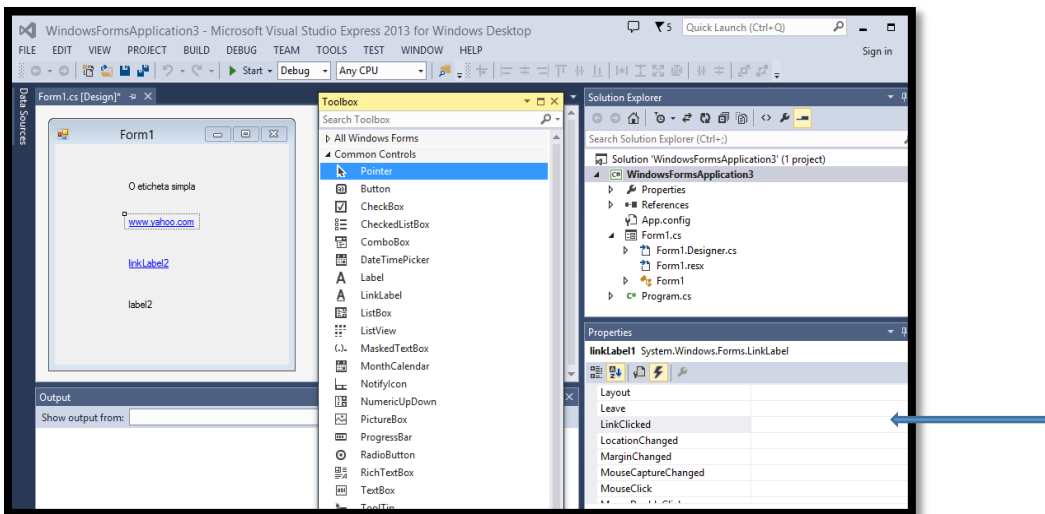 WindowsFormsApplication3 - Microsoft Visual Studio Express 2013 for Windows Desktop
5
Quick Launch (Ctrl+Q)
FILE EDIT VIEW PROJECT BUILD DEBUG TEAM TOOLS TEST WINDOW HELP
Sign in
Start Debug Any CPU
Data Sources
Form1.cs [Design]*
Form1
O eticheta simpla
www.yahoo.com
linkLabel2
label2
Output
Show output from:
Toolbox
Search Toolbox
All Windows Forms
Common Controls
Pointer
Button
CheckBox
CheckedListBox
ComboBox
DateTimePicker
Label
LinkLabel
ListBox
ListView
MaskedTextBox
MonthCalendar
NotifyIcon
NumericUpDown
PictureBox
ProgressBar
RadioButton
RichTextBox
TextBox
Solution Explorer
Search Solution Explorer (Ctrl+;)
Solution 'WindowsFormsApplication3' (1 project)
WindowsFormsApplication3
Properties
References
App.config
Form1.cs
Form1.Designer.cs
Form1.resx
Form1
Program.cs
Properties
linkLabel1 System.Windows.Forms.LinkLabel
Layout
Leave
LinkClicked
LocationChanged
MarginChanged
MouseCaptureChanged
MouseClick